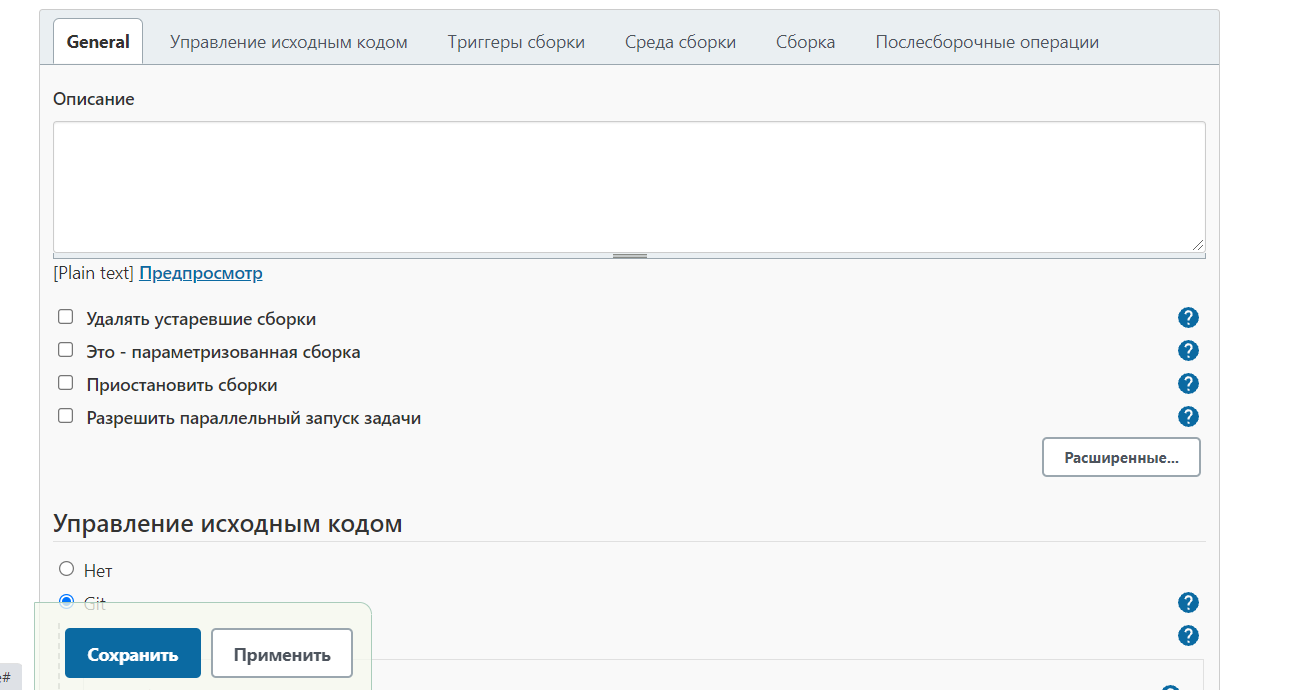 General Управление исходным кодом Триггеры сборки Среда сборки Сборка Послесборочные операции
Описание
[Plain text] Предпросмотр
Удалять устаревшие сборки ?
Это - параметризованная сборка ?
Приостановить сборки ?
Разрешить параллельный запуск задачи ?
Расширенные...
Управление исходным кодом
Нет
Git ?
?
Сохранить Применить
e#